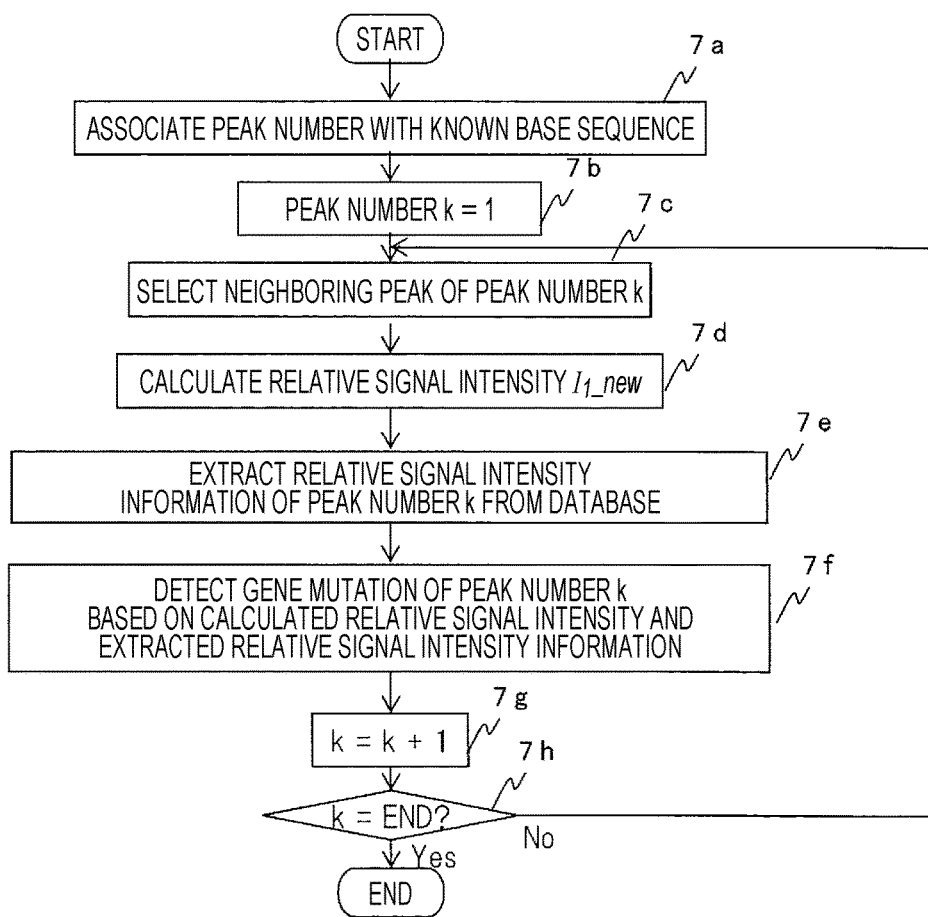 START
7a
ASSOCIATE PEAK NUMBER WITH KNOWN BASE SEQUENCE
7b
PEAK NUMBER k = 1
7c
SELECT NEIGHBORING PEAK OF PEAK NUMBER k
7d
CALCULATE RELATIVE SIGNAL INTENSITY I1_new
7e
EXTRACT RELATIVE SIGNAL INTENSITY
INFORMATION OF PEAK NUMBER k FROM DATABASE
7f
DETECT GENE MUTATION OF PEAK NUMBER k
BASED ON CALCULATED RELATIVE SIGNAL INTENSITY AND
EXTRACTED RELATIVE SIGNAL INTENSITY INFORMATION
7g
k = k + 1
7h
k = END?
No
Yes
END